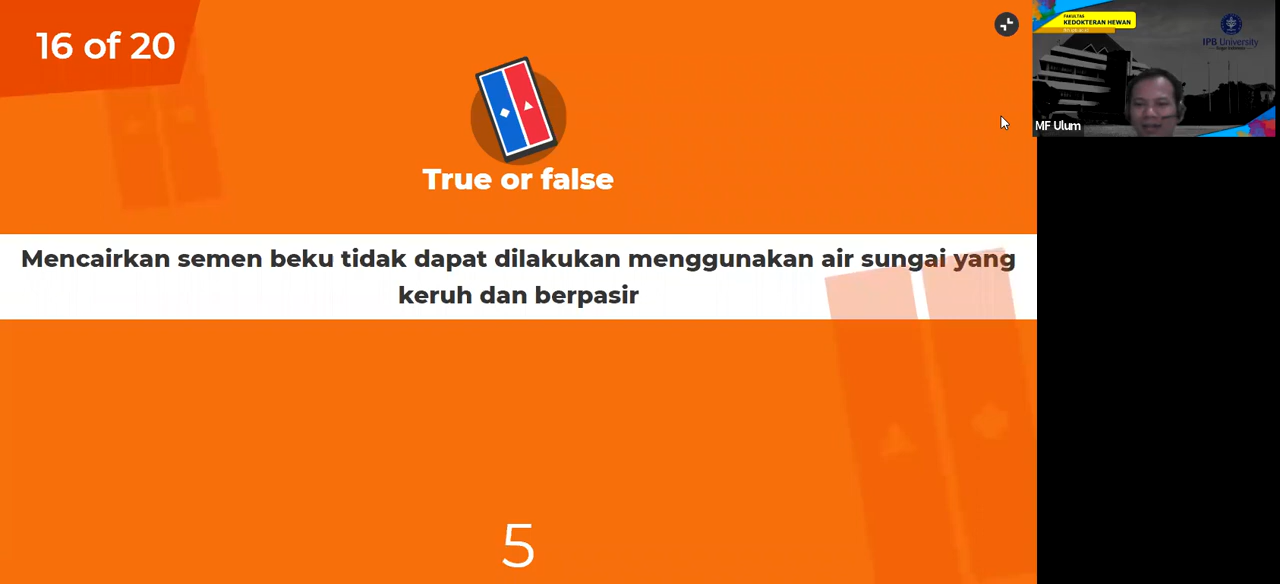 16 of 20
True or false
Mencairkan semen beku tidak dapat dilakukan menggunakan air sungai yang
keruh dan berpasir
5
FAKULTAS
KEDOKTERAN HEWAN
IPB University
MF Ulum